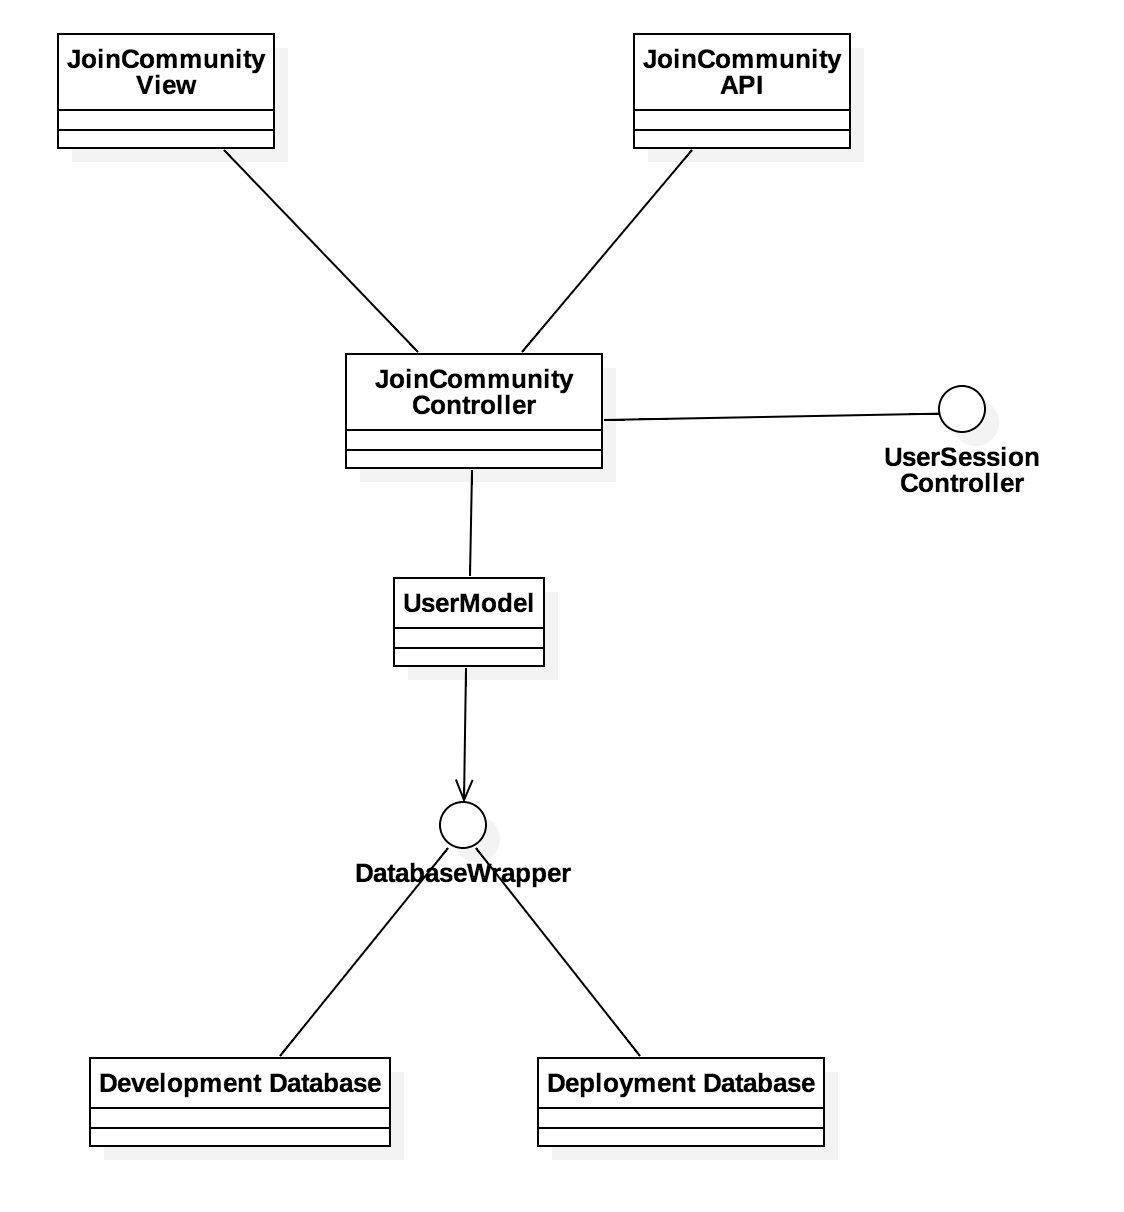 JoinCommunity
View
JoinCommunity
API
JoinCommunity
Controller
UserSession
Controller
UserModel
DatabaseWrapper
Development Database
Deployment Database